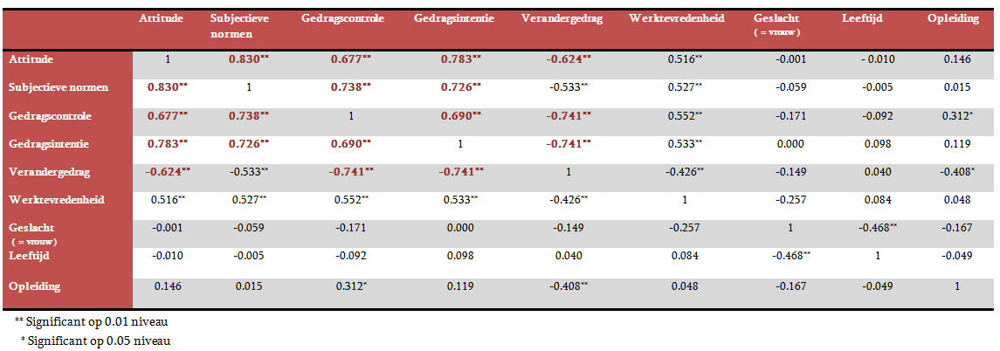 Attitude Subjectieve normen Gedragscontrole Gedragsintentie Verandergedrag Werktevredenheid Geslacht ( = vrouw) Leeftijd Opleiding
Attitude 1 0.830** 0.677** 0.783** -0.624** 0.516** -0.001 - 0.010 0.146
Subjectieve normen 0.830** 1 0.738** 0.726** -0.533** 0.527** -0.059 -0.005 0.015
Gedragscontrole 0.677** 0.738** 1 0.690** -0.741** 0.552** -0.171 -0.092 0.312*
Gedragsintentie 0.783** 0.726** 0.690** 1 -0.741** 0.533** 0.000 0.098 0.119
Verandergedrag -0.624** -0.533** -0.741** -0.741** 1 -0.426** -0.149 0.040 -0.408*
Werktevredenheid 0.516** 0.527** 0.552** 0.533** -0.426** 1 -0.257 0.084 0.048
Geslacht ( = vrouw) -0.001 -0.059 -0.171 0.000 -0.149 -0.257 1 -0.468** -0.167
Leeftijd -0.010 -0.005 -0.092 0.098 0.040 0.084 -0.468** 1 -0.049
Opleiding 0.146 0.015 0.312* 0.119 -0.408** 0.048 -0.167 -0.049 1
** Significant op 0.01 niveau
* Significant op 0.05 niveau